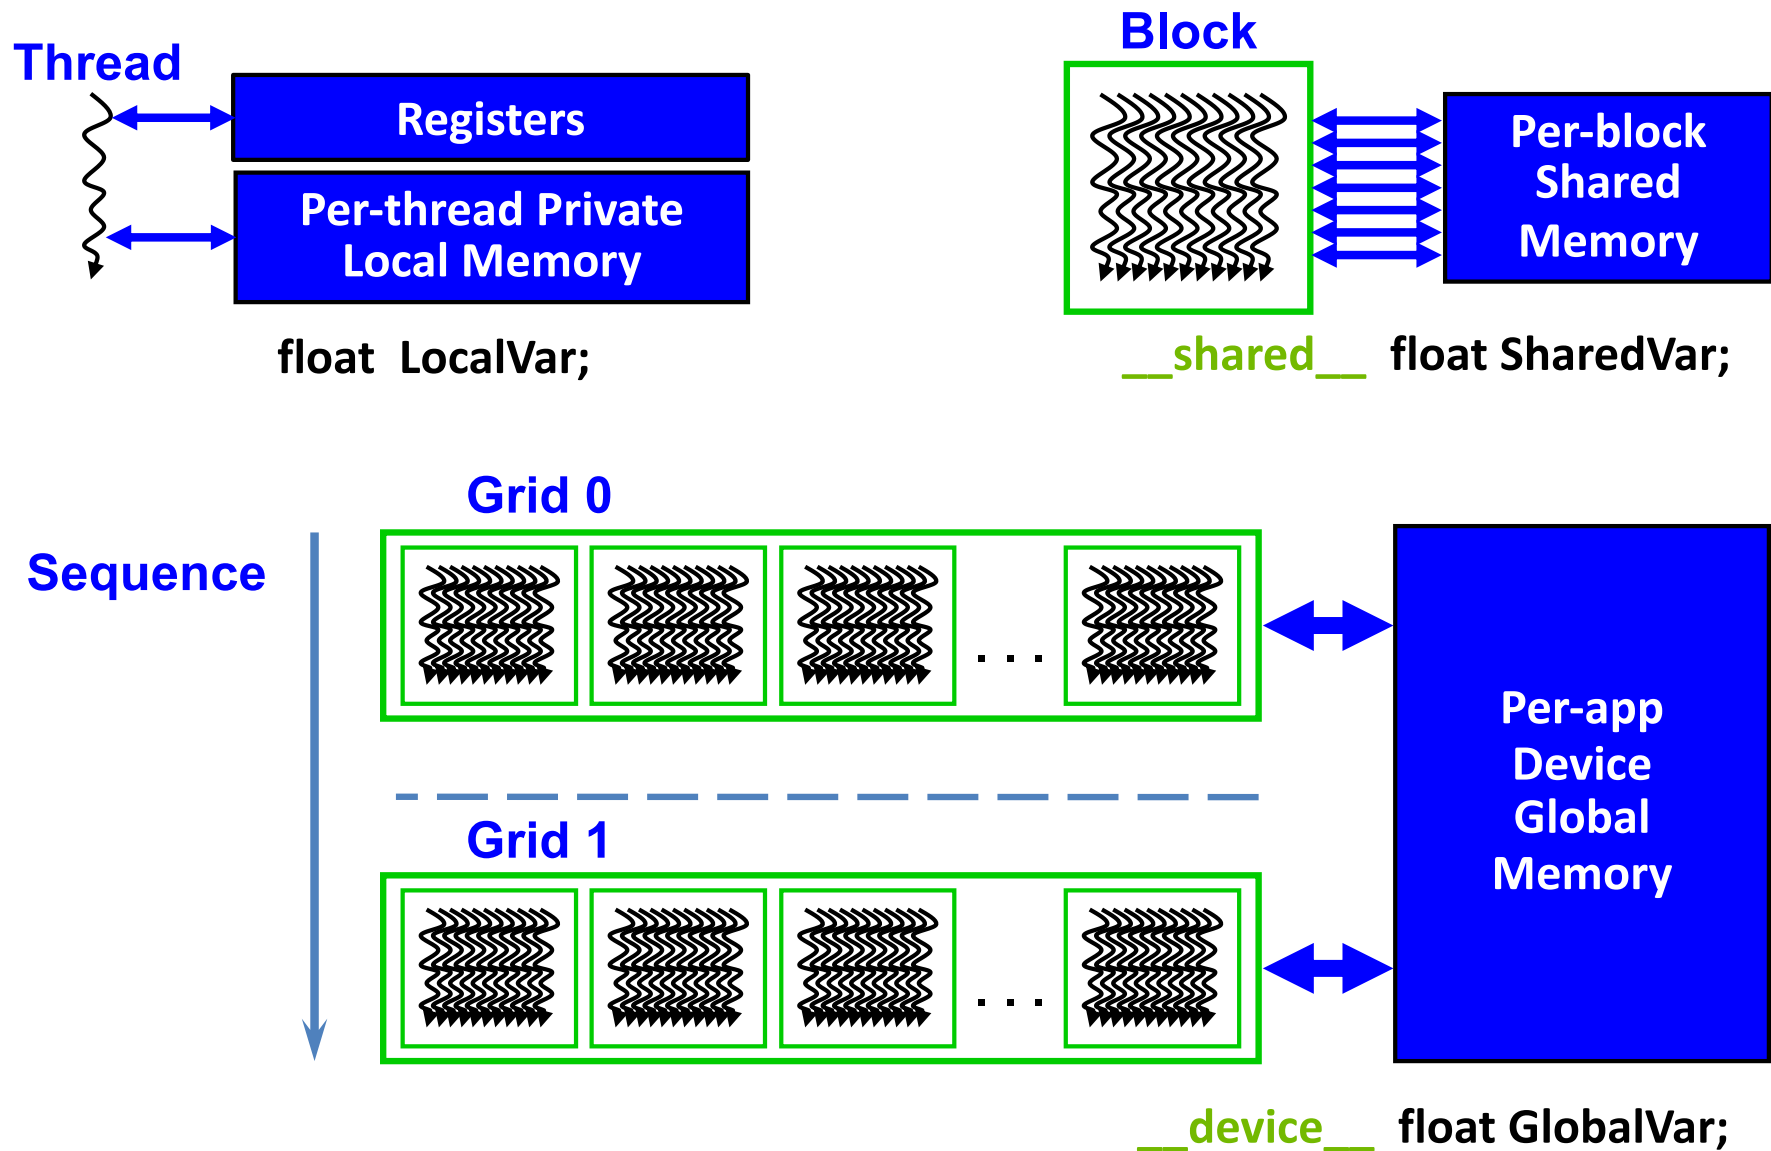 Thread
Registers
Per-thread Private
Local Memory
float LocalVar;
Block
Per-block
Shared
Memory
__shared__ float SharedVar;
Sequence
Grid 0
. . .
Grid 1
. . .
Per-app
Device
Global
Memory
__device__ float GlobalVar;